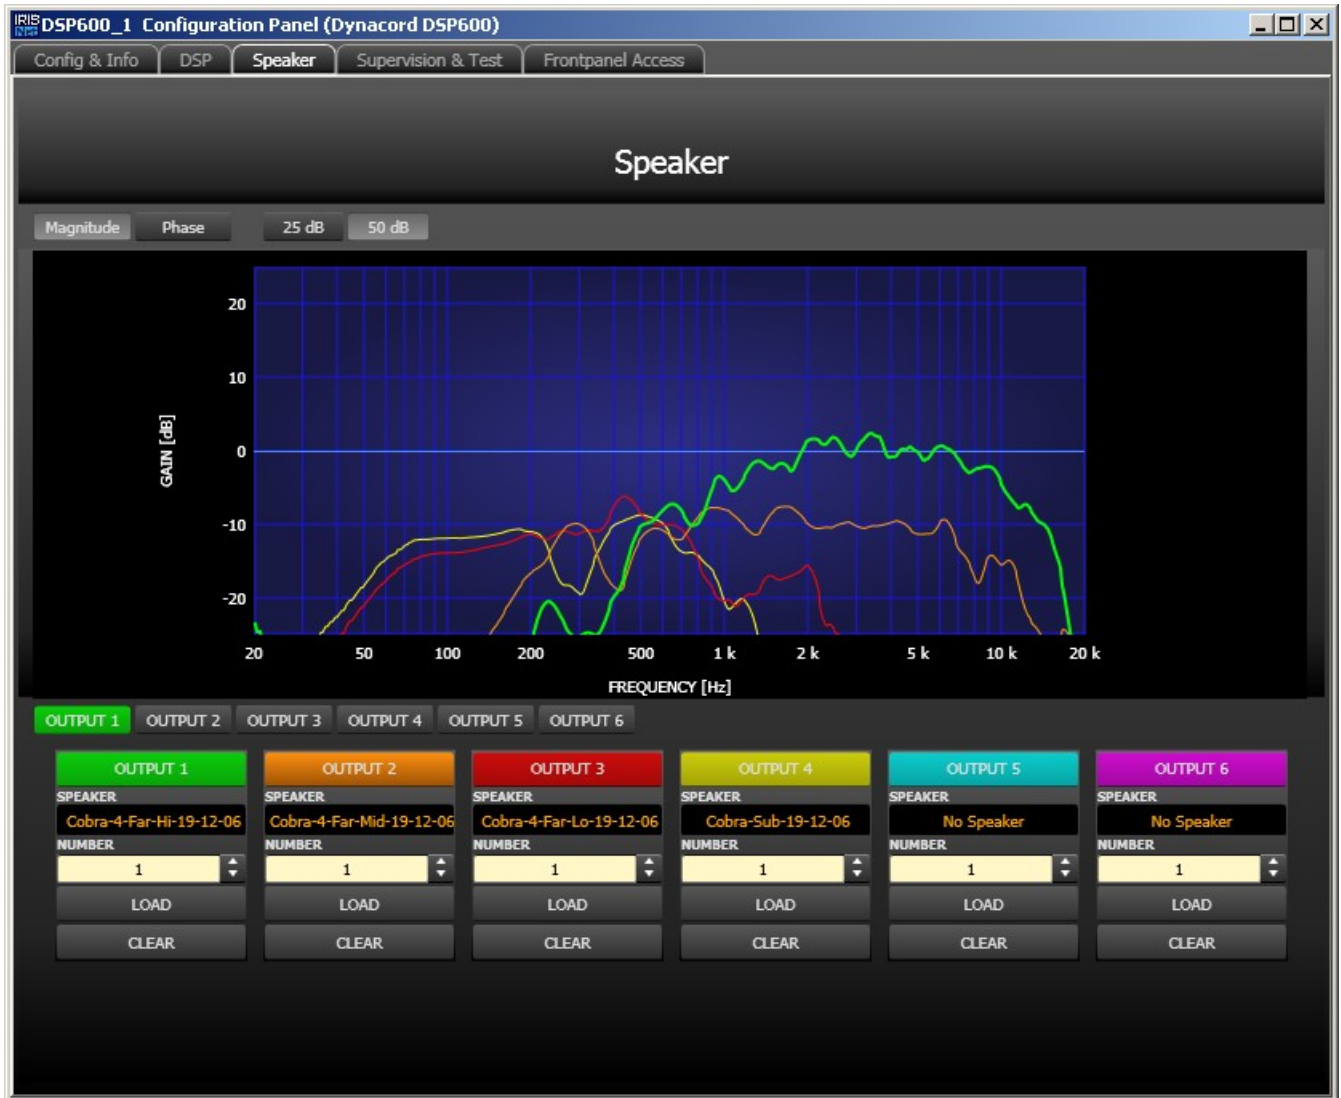 IRIS NET DSP600_1 Configuration Panel (Dynacord DSP600)
Config & Info DSP Speaker Supervision & Test Frontpanel Access
Speaker
Magnitude Phase 25 dB 50 dB
20
10
0
-10
-20
GAIN [dB]
20 50 100 200 500 1 k 2 k 5 k 10 k 20 k
FREQUENCY [Hz]
OUTPUT 1 OUTPUT 2 OUTPUT 3 OUTPUT 4 OUTPUT 5 OUTPUT 6
OUTPUT 1 OUTPUT 2 OUTPUT 3 OUTPUT 4 OUTPUT 5 OUTPUT 6
SPEAKER SPEAKER SPEAKER SPEAKER SPEAKER SPEAKER
Cobra-4-Far-Hi-19-12-06 Cobra-4-Far-Mid-19-12-06 Cobra-4-Far-Lo-19-12-06 Cobra-Sub-19-12-06 No Speaker No Speaker
NUMBER NUMBER NUMBER NUMBER NUMBER NUMBER
1 1 1 1 1 1
LOAD LOAD LOAD LOAD LOAD LOAD
CLEAR CLEAR CLEAR CLEAR CLEAR CLEAR